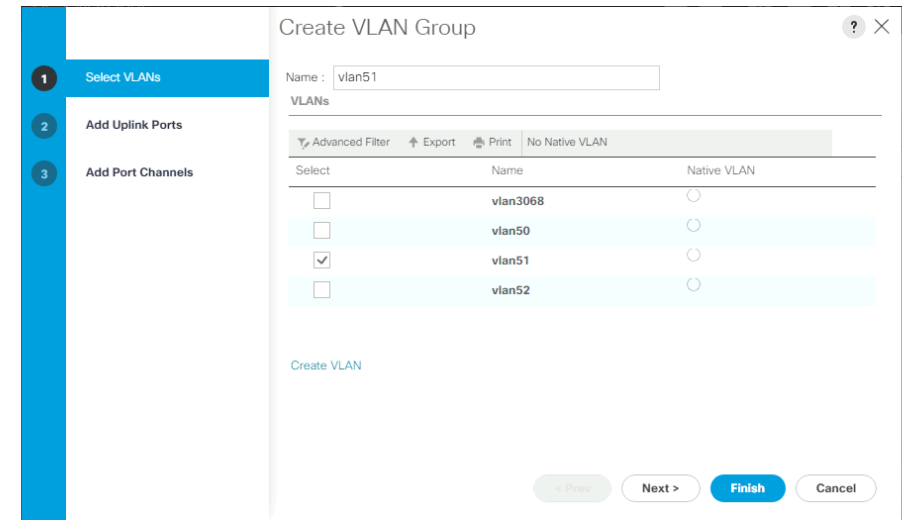 Create VLAN Group
?
1 Select VLANs
2 Add Uplink Ports
3 Add Port Channels
Name : vlan51
VLANs
Advanced Filter Export Print No Native VLAN
Select Name Native VLAN
vlan3068
vlan50
vlan51
vlan52
Create VLAN
< Prev Next > Finish Cancel